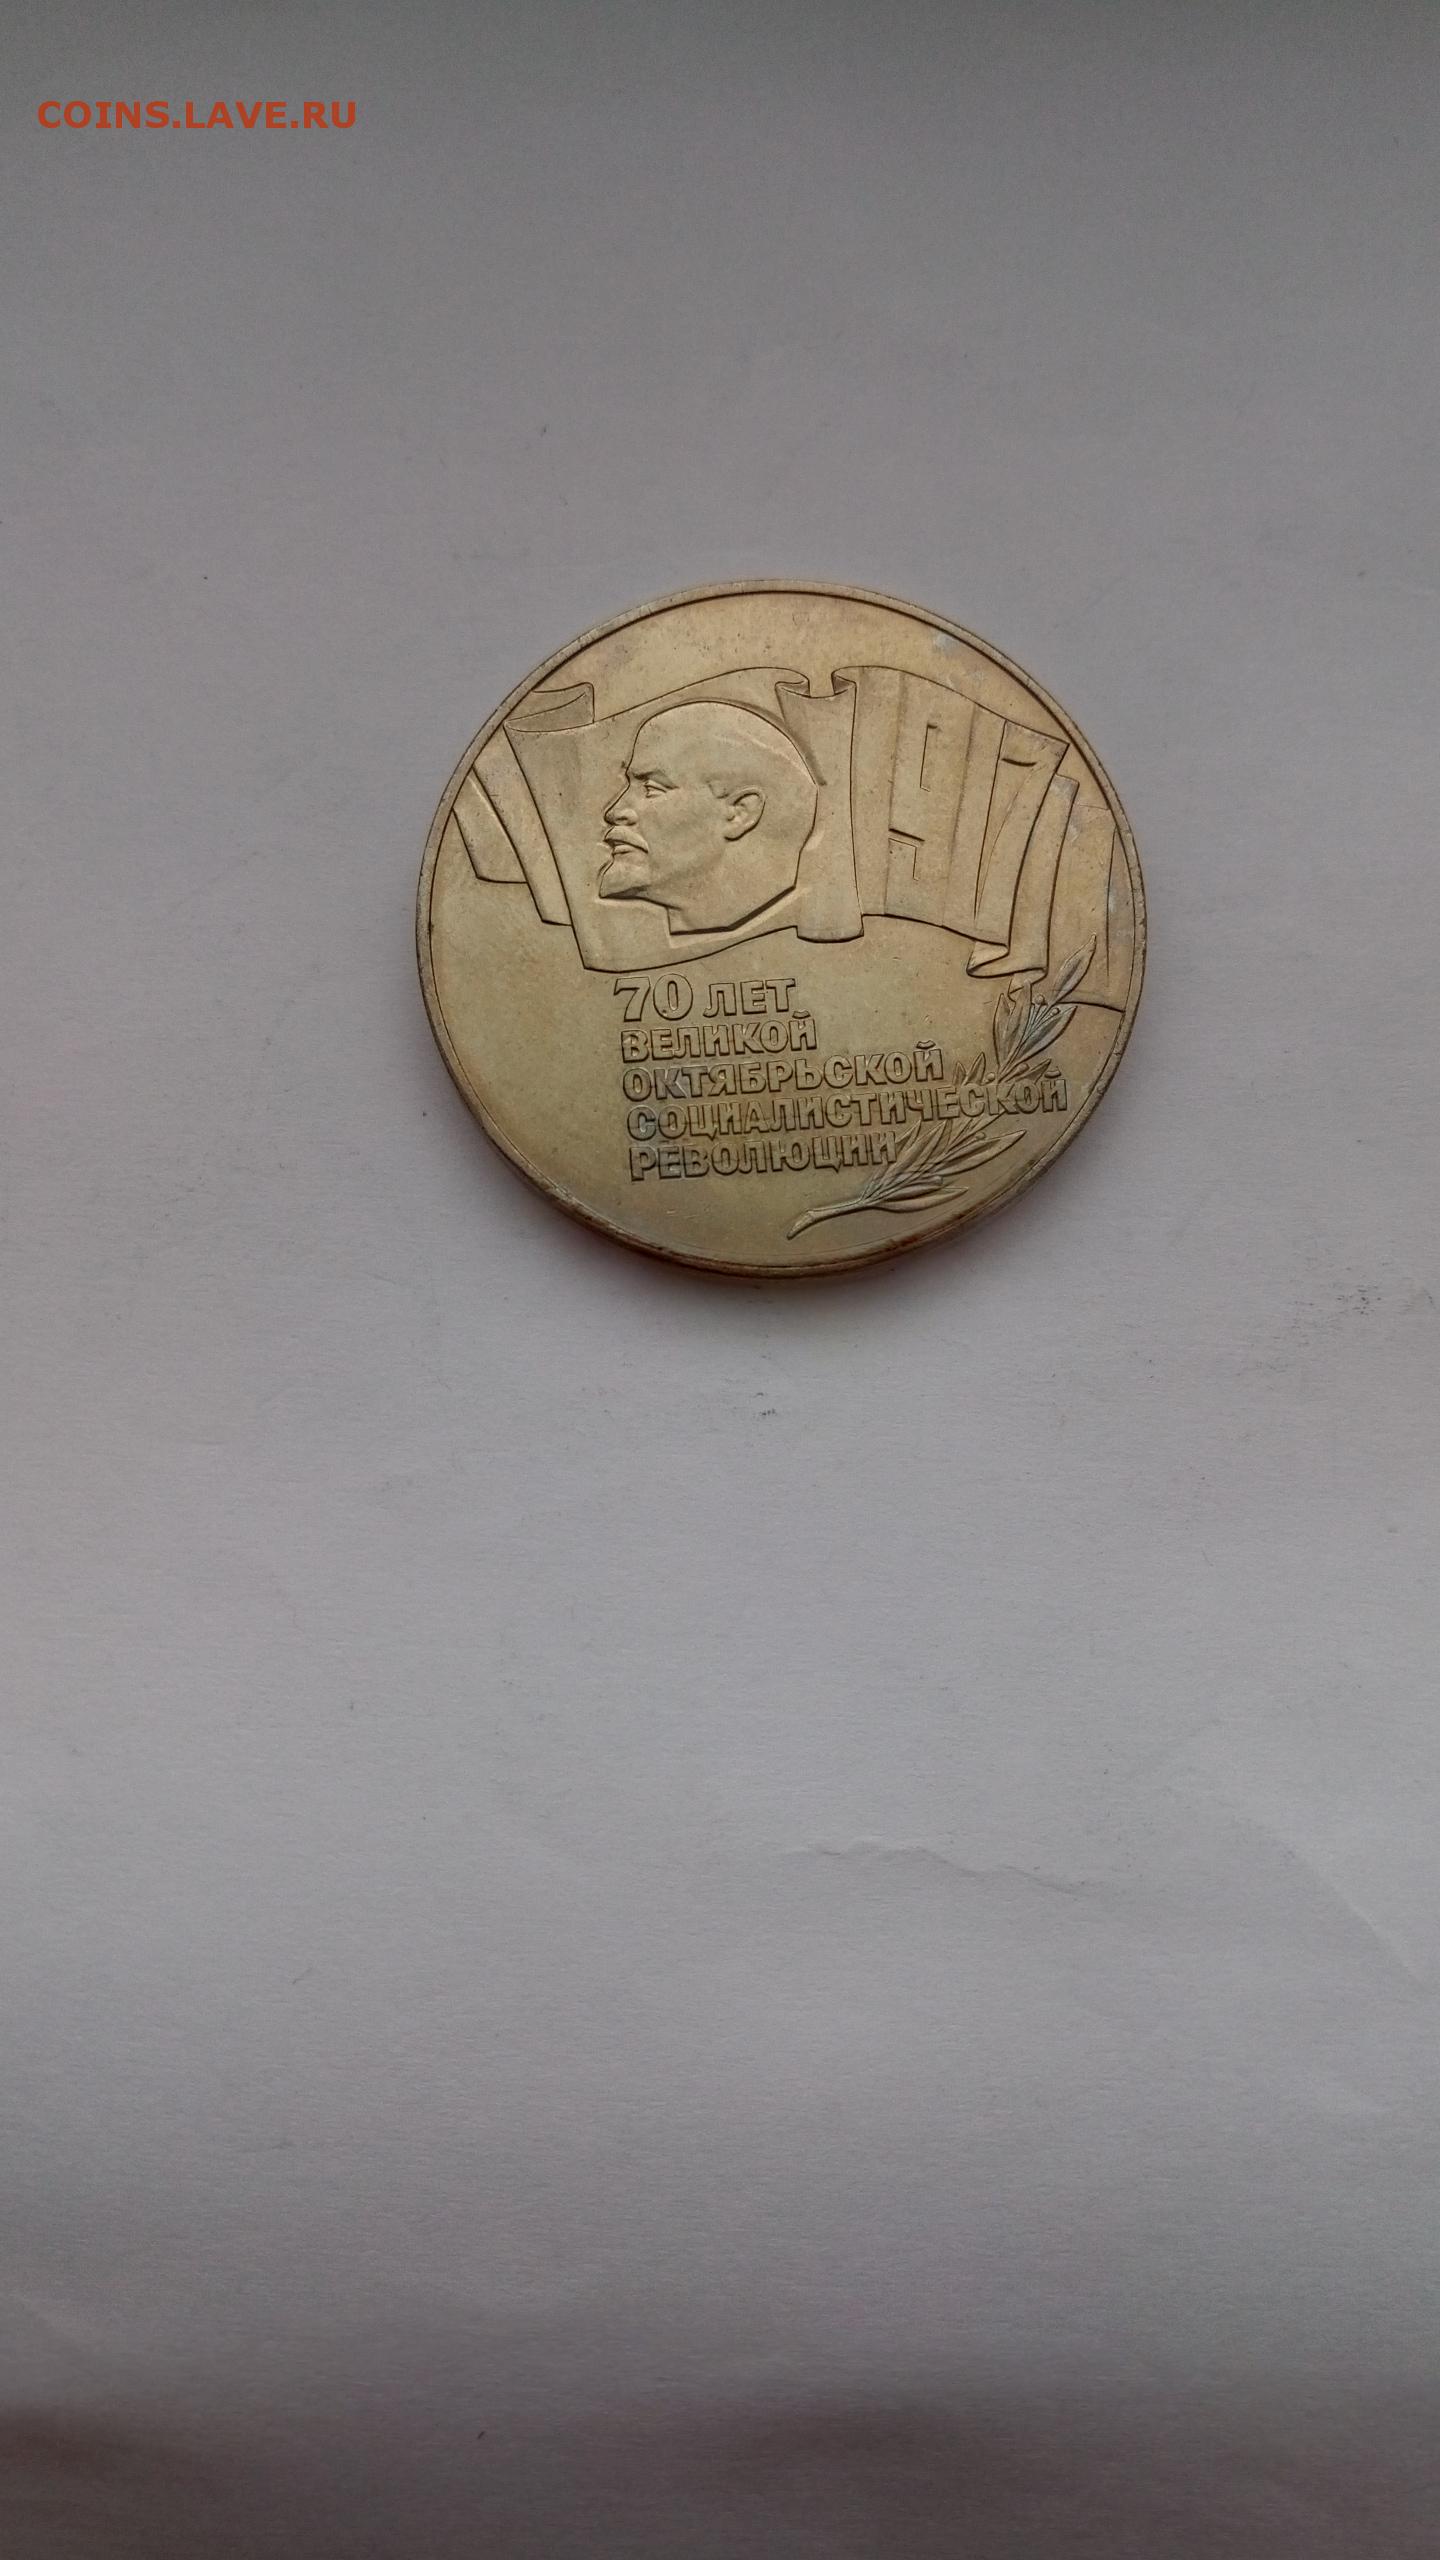 COINS.LAVE.RU
1917
70 ЛЕТ
ВЕЛИКОЙ
ОКТЯБРЬСКОЙ
СОЦИАЛИСТИЧЕСКОЙ
РЕВОЛЮЦИИ